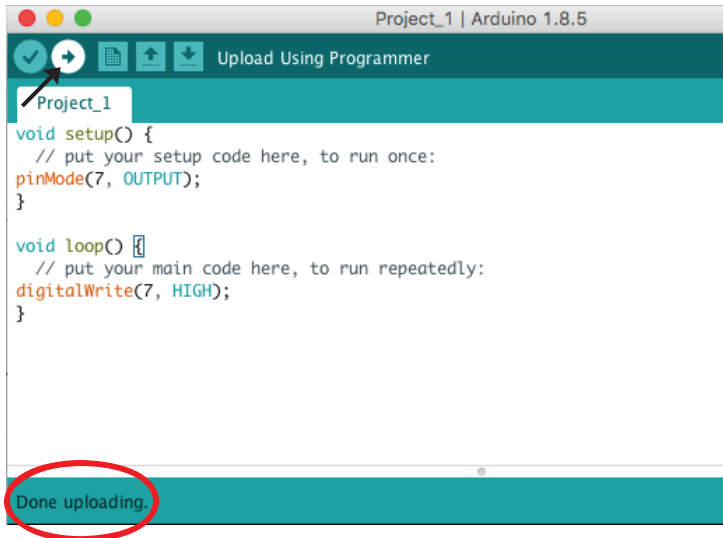 Project_1 | Arduino 1.8.5
Upload Using Programmer
Project_1
void setup() {
  // put your setup code here, to run once:
pinMode(7, OUTPUT);
}
void loop() {
  // put your main code here, to run repeatedly:
digitalWrite(7, HIGH);
}
Done uploading.